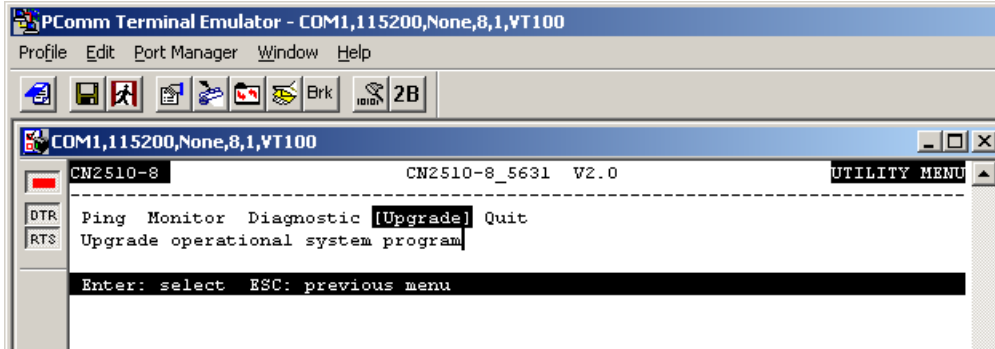 PComm Terminal Emulator - COM1,115200,None,8,1,VT100
Profile Edit Port Manager Window Help
Brk 2B
COM1,115200,None,8,1,VT100
CN2510-8 CN2510-8_5631 V2.0 UTILITY MENU
DTR Ping Monitor Diagnostic [Upgrade] Quit
RTS Upgrade operational system program
Enter: select ESC: previous menu